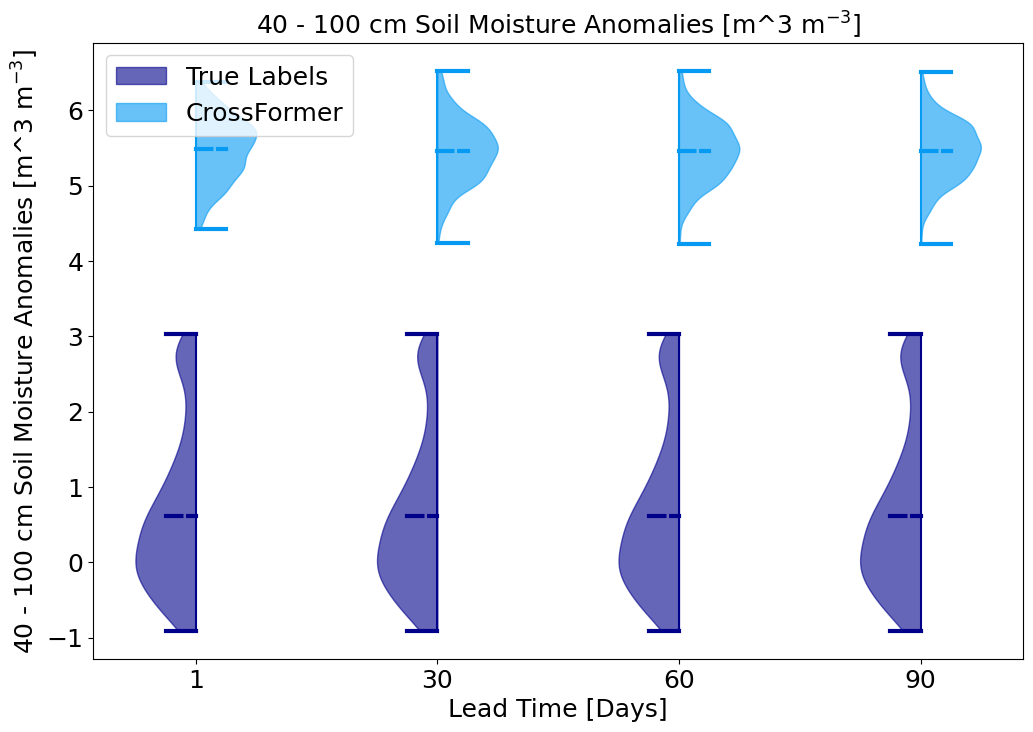 40 - 100 cm Soil Moisture Anomalies [m^3 m⁻³]
40 - 100 cm Soil Moisture Anomalies [m^3 m⁻³]
True Labels
CrossFormer
6
5
4
3
2
1
0
−1
1
30
60
90
Lead Time [Days]